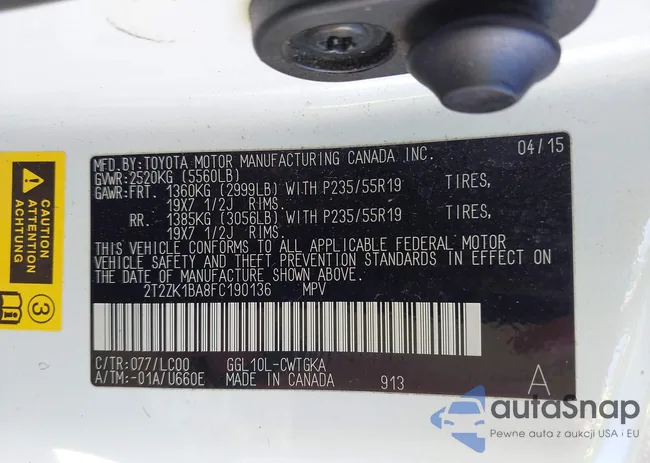 MFD.BY:TOYOTA MOTOR MANUFACTURING CANADA INC. 04/15
GVWR:2520KG (5560LB)
GAWR:FRT. 1360KG (2999LB) WITH P235/55R19 TIRES,
19X7 1/2J RIMS.
RR. 1385KG (3056LB) WITH P235/55R19 TIRES,
19X7 1/2J RIMS.
THIS VEHICLE CONFORMS TO ALL APPLICABLE FEDERAL MOTOR
VEHICLE SAFETY AND THEFT PREVENTION STANDARDS IN EFFECT ON
THE DATE OF MANUFACTURE SHOWN ABOVE.
2T2ZK1BA8FC190136 MPV
C/TR:077/LC00 GGL10L-CWTGKA
A/TM:-01A/U660E MADE IN CANADA 913 A
CAUTION
ATTENTION
3
autaSnap
Pewne auta z aukcji USA i EU